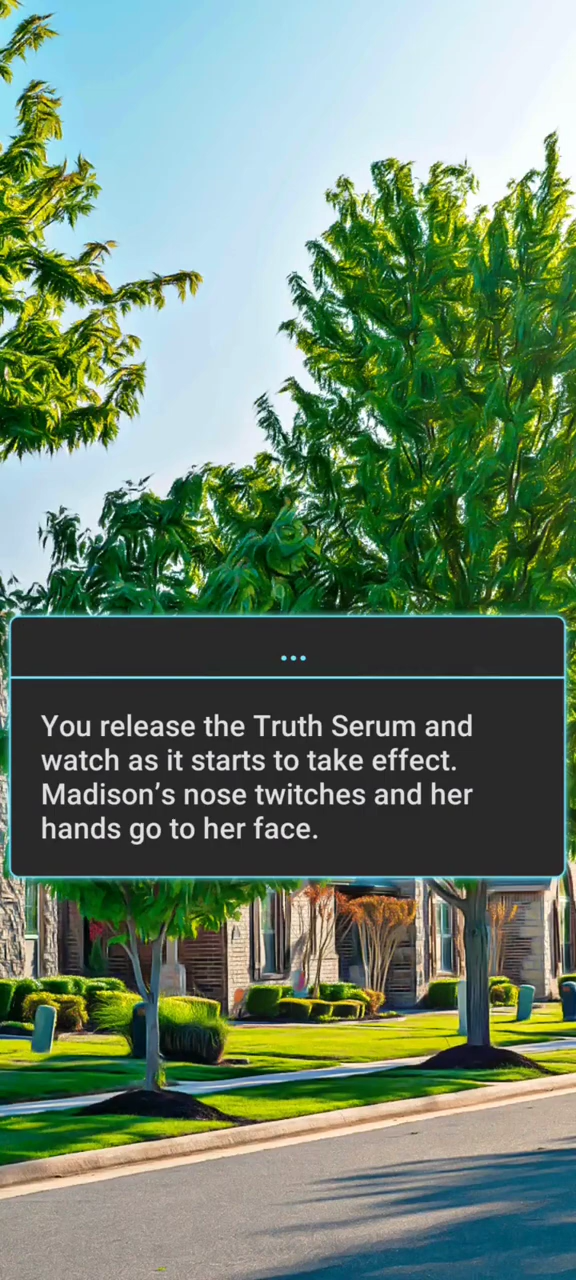 ...
You release the Truth Serum and
watch as it starts to take effect.
Madison’s nose twitches and her
hands go to her face.